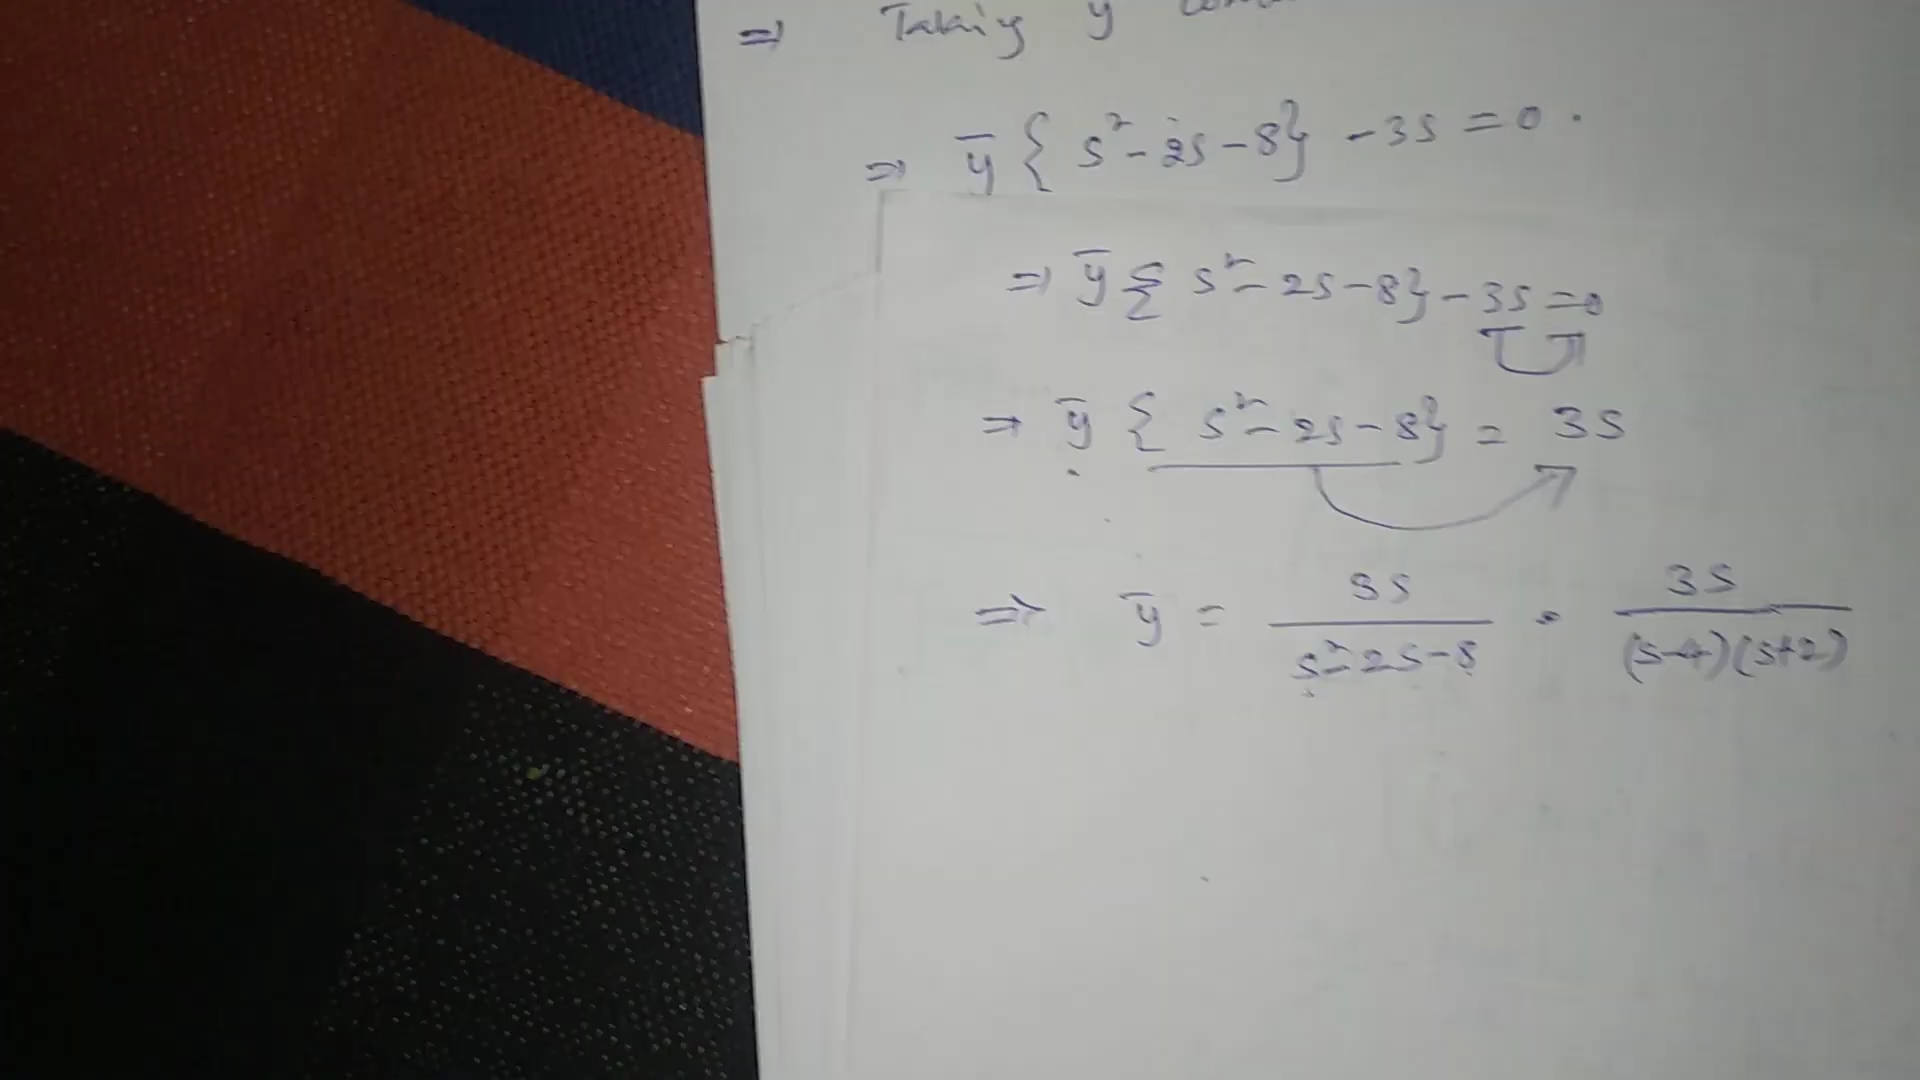 ⇒ Taking y
⇒ ȳ { s² - 2s - 8} - 3s = 0.
⇒ ȳ { s² - 2s - 8} - 3s = 0
⇒ ȳ { s² - 2s - 8} = 3s
⇒ ȳ = 3s / s² - 2s - 8 = 3s / (s-4)(s+2)